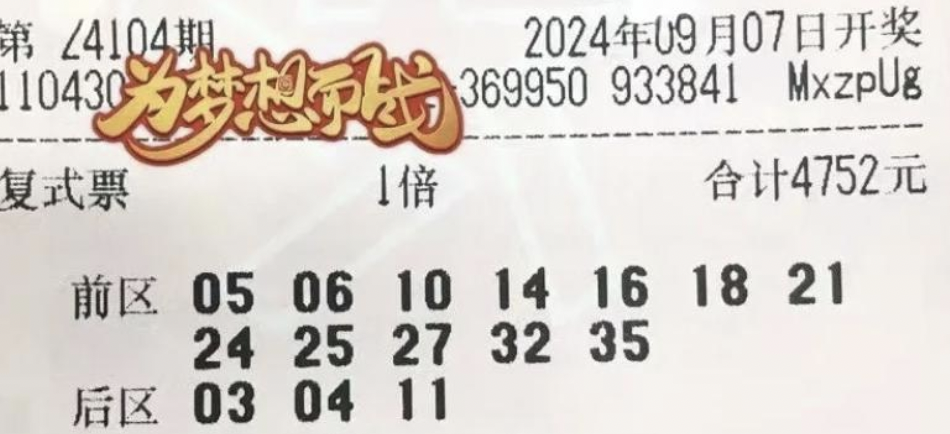 第 24104期 2024年09月07日开奖
110430 为梦想而战 369950 933841 MxzpUg
复式票 1倍 合计4752元
前区 05 06 10 14 16 18 21
24 25 27 32 35
后区 03 04 11